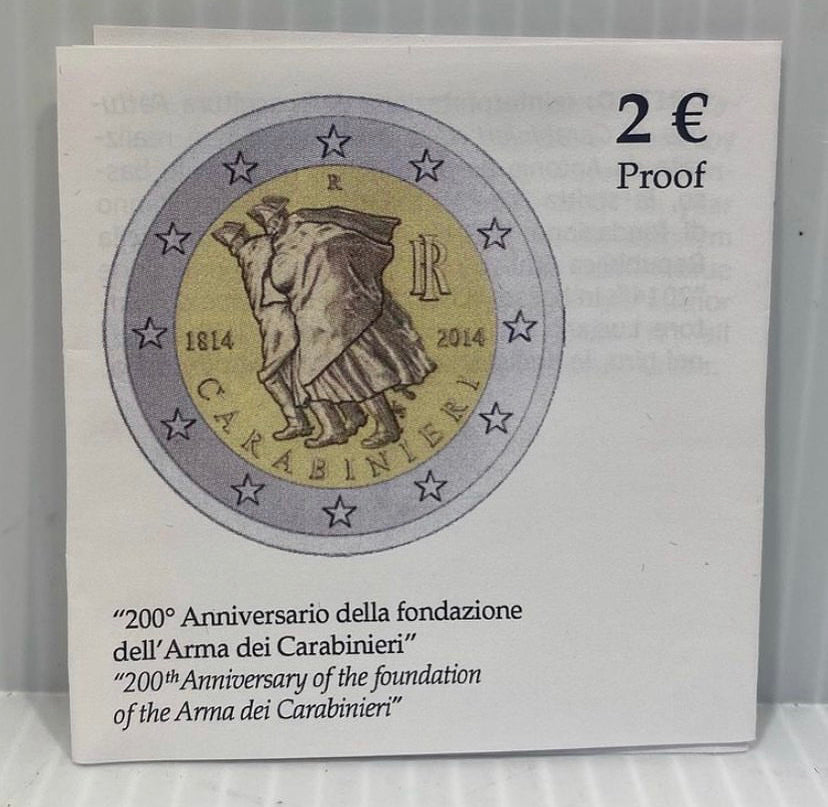 2 €
Proof
R
RI
1814
2014
CARABINIERI
“200° Anniversario della fondazione
dell’Arma dei Carabinieri”
“200th Anniversary of the foundation
of the Arma dei Carabinieri”